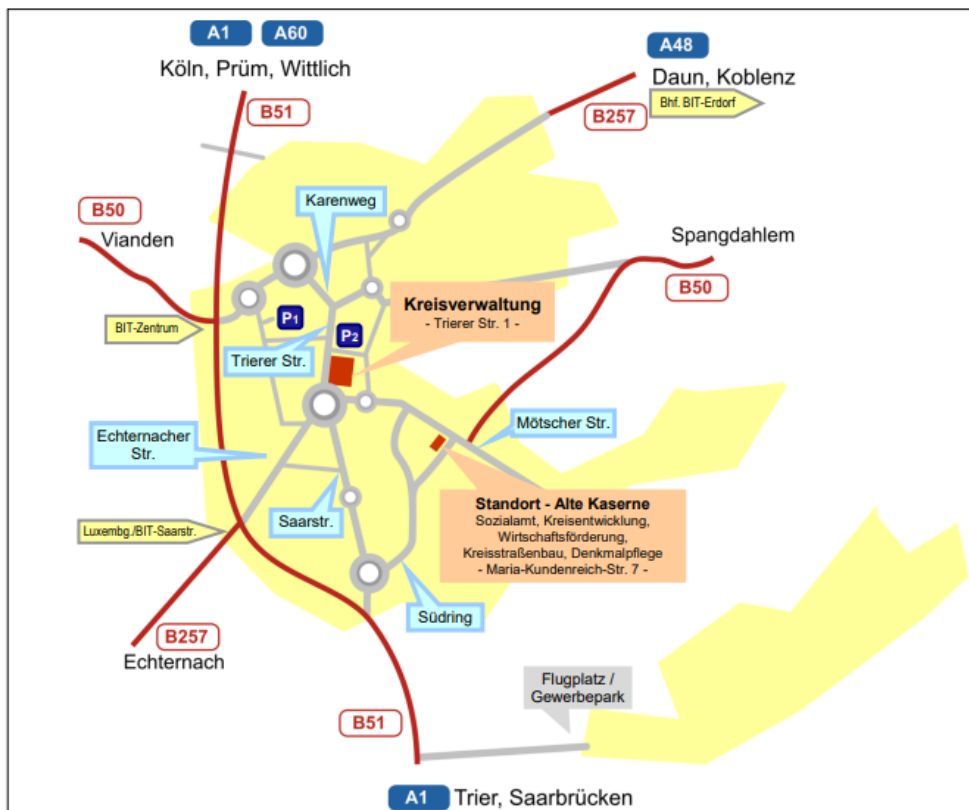 A1 A60
Köln, Prüm, Wittlich
B51
A48
Daun, Koblenz
B257
Bhf. BIT-Erdorf
Karenweg
B50
Vianden
Spangdahlem
B50
BIT-Zentrum
P1
P2
Kreisverwaltung
- Trierer Str. 1 -
Trierer Str.
Echternacher
Str.
Mötscher Str.
Saarstr.
Luxembg./BIT-Saarstr.
Standort - Alte Kaserne
Sozialamt, Kreisentwicklung,
Wirtschaftsförderung,
Kreisstraßenbau, Denkmalpflege
- Maria-Kundenreich-Str. 7 -
Südring
B257
Echternach
Flugplatz /
Gewerbepark
B51
A1 Trier, Saarbrücken